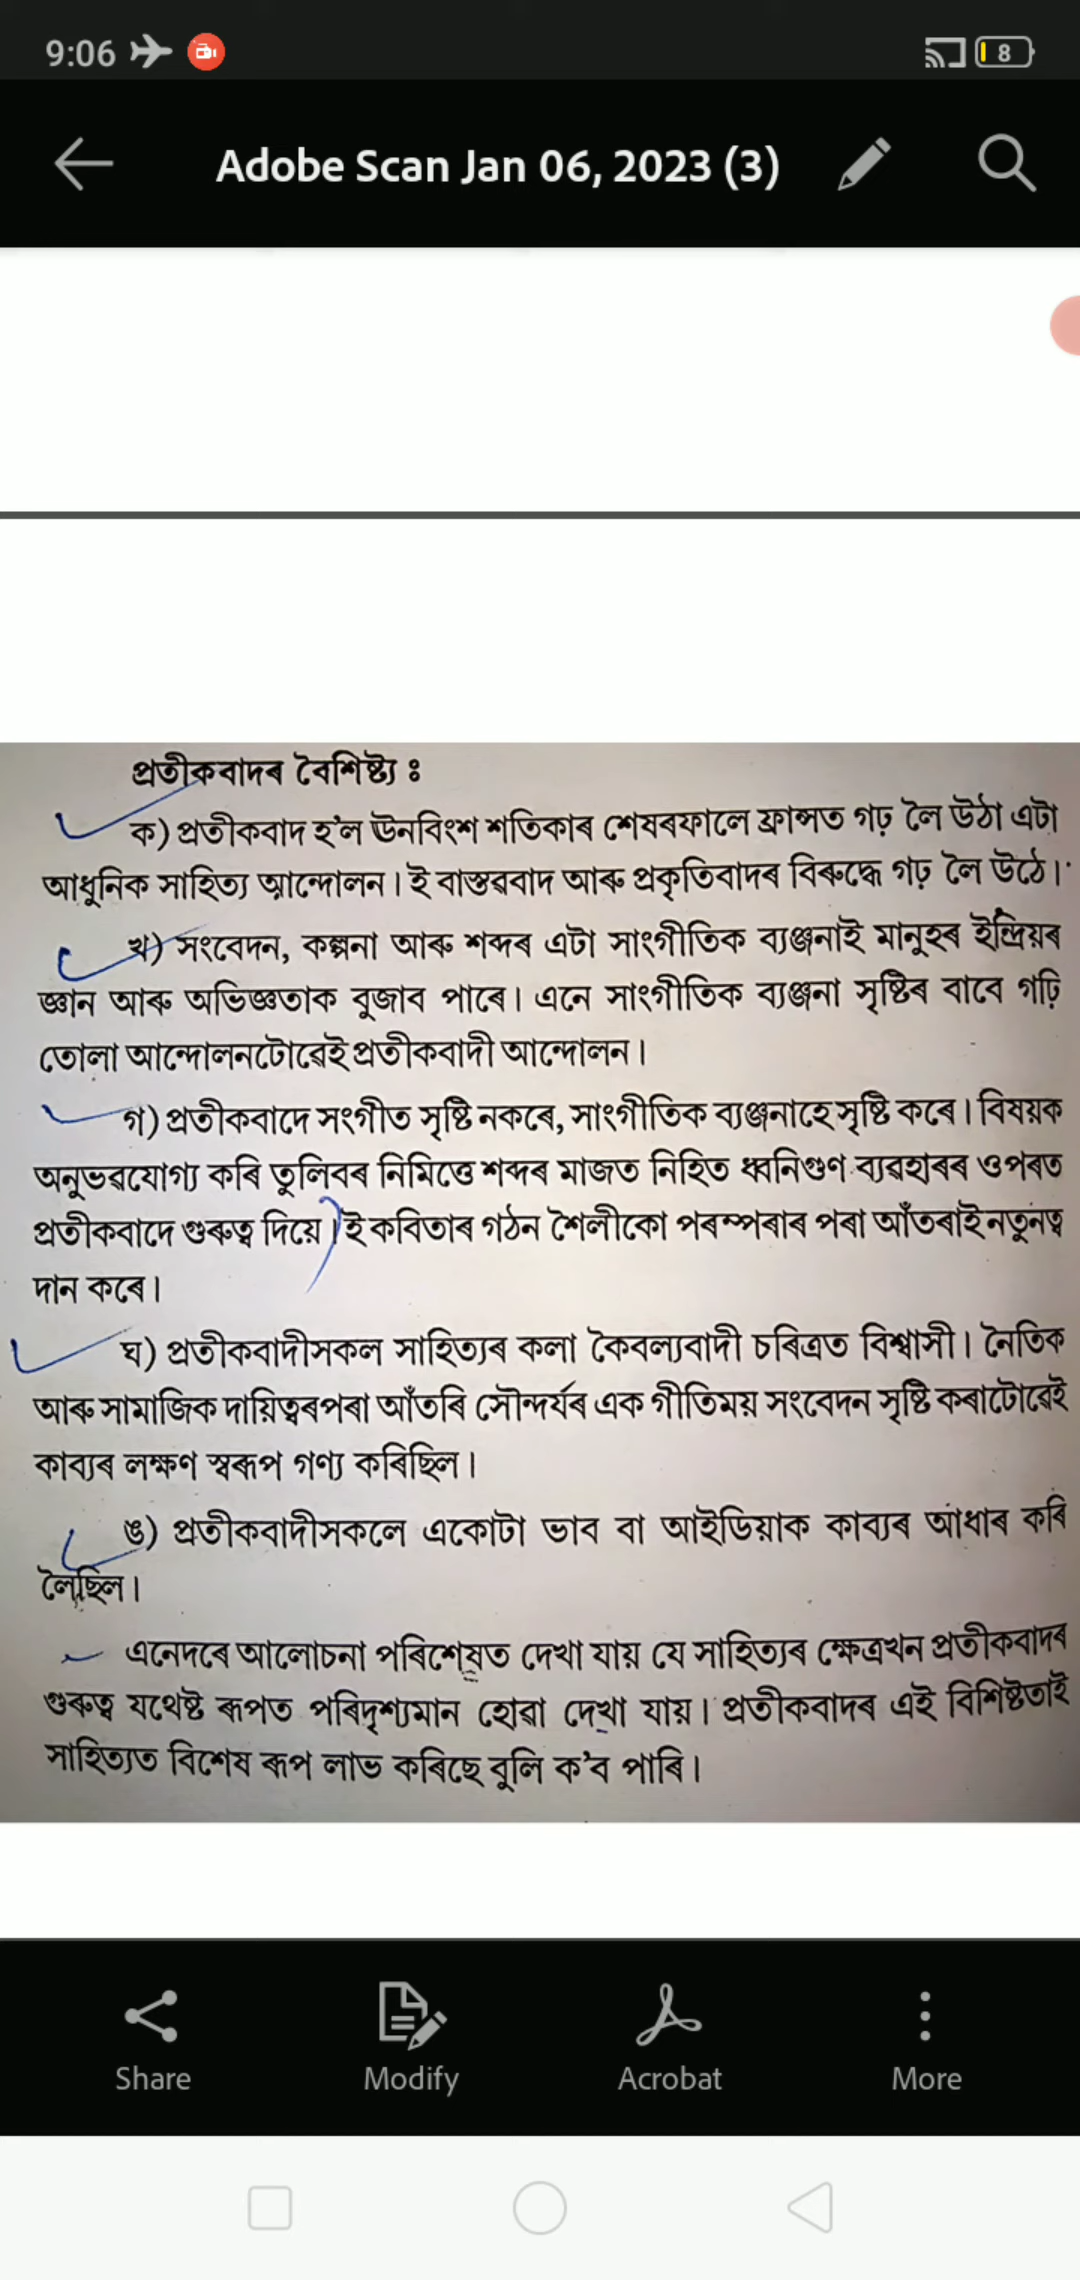 9:06
8
Adobe Scan Jan 06, 2023 (3)
প্ৰতীকবাদৰ বৈশিষ্ট্য ঃ
ক) প্ৰতীকবাদ হ'ল ঊনবিংশ শতিকাৰ শেষৰফালে ফ্ৰান্সত গঢ় লৈ উঠা এটা
আধুনিক সাহিত্য আন্দোলন। ই বাস্তৱবাদ আৰু প্ৰকৃতিবাদৰ বিৰুদ্ধে গঢ় লৈ উঠে।
খ) সংবেদন, কল্পনা আৰু শব্দৰ এটা সাংগীতিক ব্যঞ্জনাই মানুহৰ ইন্দ্ৰিয়ৰ
জ্ঞান আৰু অভিজ্ঞতাক বুজাব পাৰে। এনে সাংগীতিক ব্যঞ্জনা সৃষ্টিৰ বাবে গঢ়ি
তোলা আন্দোলনটোৱেই প্ৰতীকবাদী আন্দোলন।
গ) প্ৰতীকবাদে সংগীত সৃষ্টি নকৰে, সাংগীতিক ব্যঞ্জনাহে সৃষ্টি কৰে। বিষয়ক
অনুভৱযোগ্য কৰি তুলিবৰ নিমিত্তে শব্দৰ মাজত নিহিত ধ্বনিগুণ ব্যৱহাৰৰ ওপৰত
প্ৰতীকবাদে গুৰুত্ব দিয়ে। ই কবিতাৰ গঠন শৈলীকো পৰম্পৰাৰ পৰা আঁতৰাই নতুনত্ব
দান কৰে।
ঘ) প্ৰতীকবাদীসকল সাহিত্যৰ কলা কৈবল্যবাদী চৰিত্ৰত বিশ্বাসী। নৈতিক
আৰু সামাজিক দায়িত্বৰপৰা আঁতৰি সৌন্দৰ্যৰ এক গীতিময় সংবেদন সৃষ্টি কৰাটোৱেই
কাব্যৰ লক্ষণ স্বৰূপ গণ্য কৰিছিল।
ঙ) প্ৰতীকবাদীসকলে একোটা ভাব বা আইডিয়াক কাব্যৰ আধাৰ কৰি
লৈছিল।
এনেদৰে আলোচনা পৰিশেষত দেখা যায় যে সাহিত্যৰ ক্ষেত্ৰখন প্ৰতীকবাদৰ
গুৰুত্ব যথেষ্ট ৰূপত পৰিদৃশ্যমান হোৱা দেখা যায়। প্ৰতীকবাদৰ এই বিশিষ্টতাই
সাহিত্যত বিশেষ ৰূপ লাভ কৰিছে বুলি ক'ব পাৰি।
Share
Modify
Acrobat
More